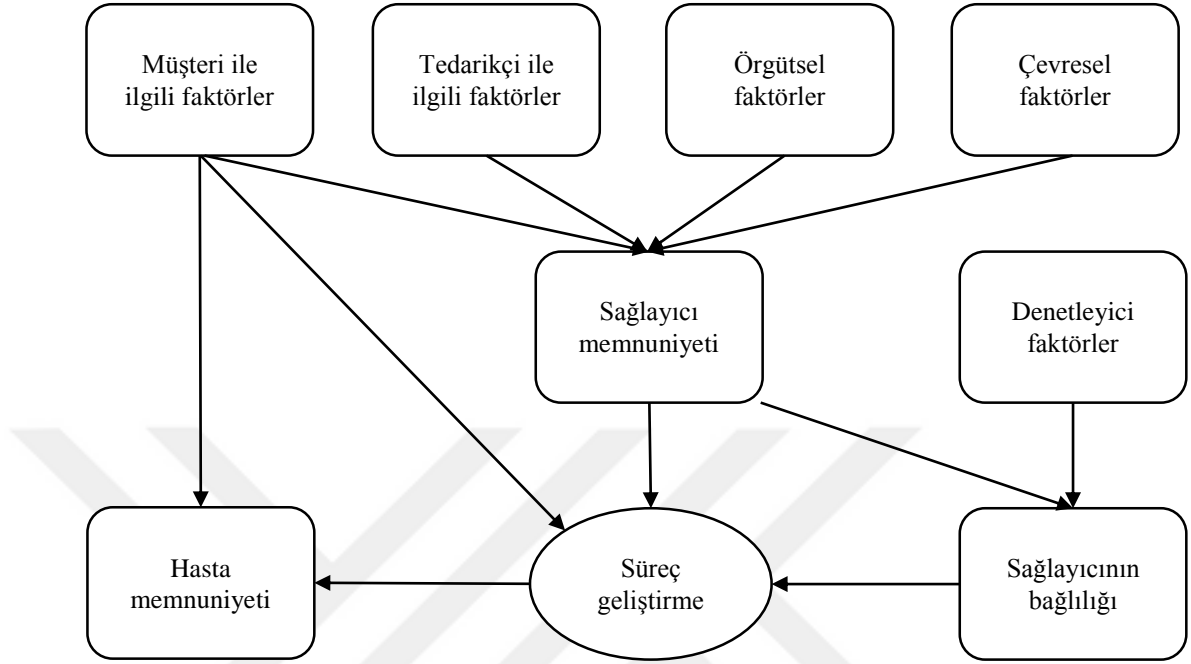 Müşteri ile
ilgili faktörler
Tedarikçi ile
ilgili faktörler
Örgütsel
faktörler
Çevresel
faktörler
Sağlayıcı
memnuniyeti
Denetleyici
faktörler
Hasta
memnuniyeti
Süreç
geliştirme
Sağlayıcının
bağlılığı